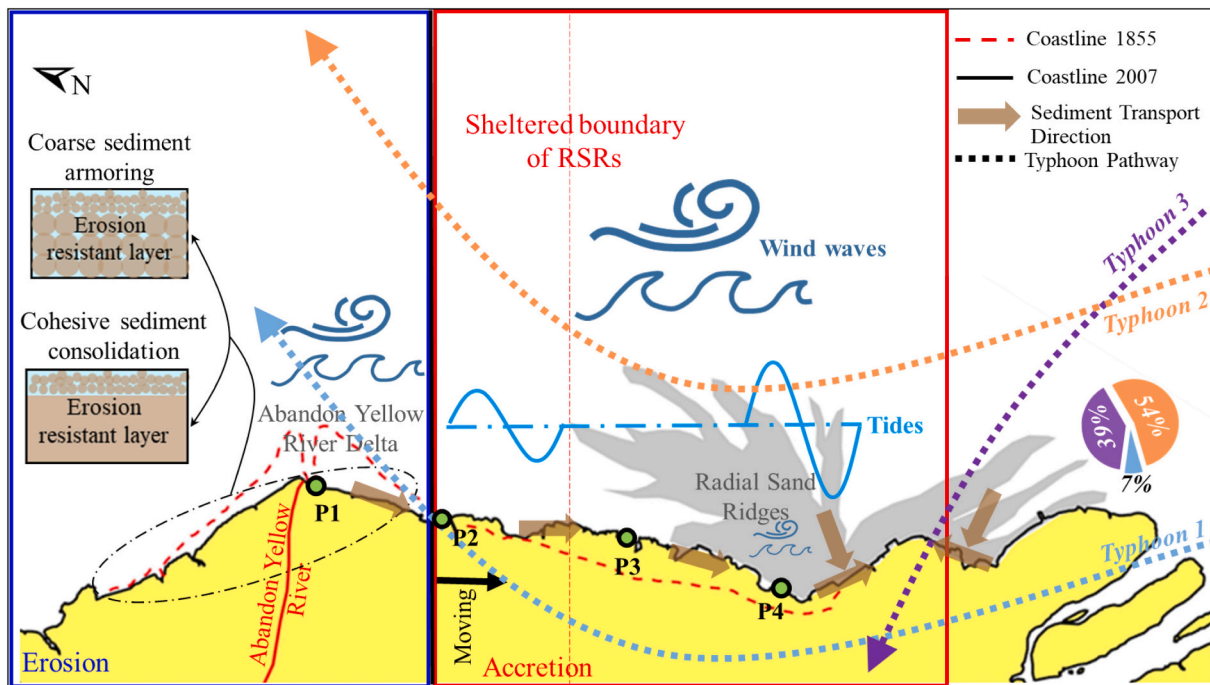 N
Coarse sediment
armoring
Erosion
resistant layer
Cohesive sediment
consolidation
Erosion
resistant layer
Abandon Yellow
River Delta
P1
Abandon Yellow
River
Erosion
Sheltered boundary
of RSRs
Wind waves
Tides
Radial Sand
Ridges
P2
P3
P4
Moving
Accretion
Coastline 1855
Coastline 2007
Sediment Transport
Direction
Typhoon Pathway
Typhoon 3
Typhoon 2
39%
54%
7%
Typhoon 1